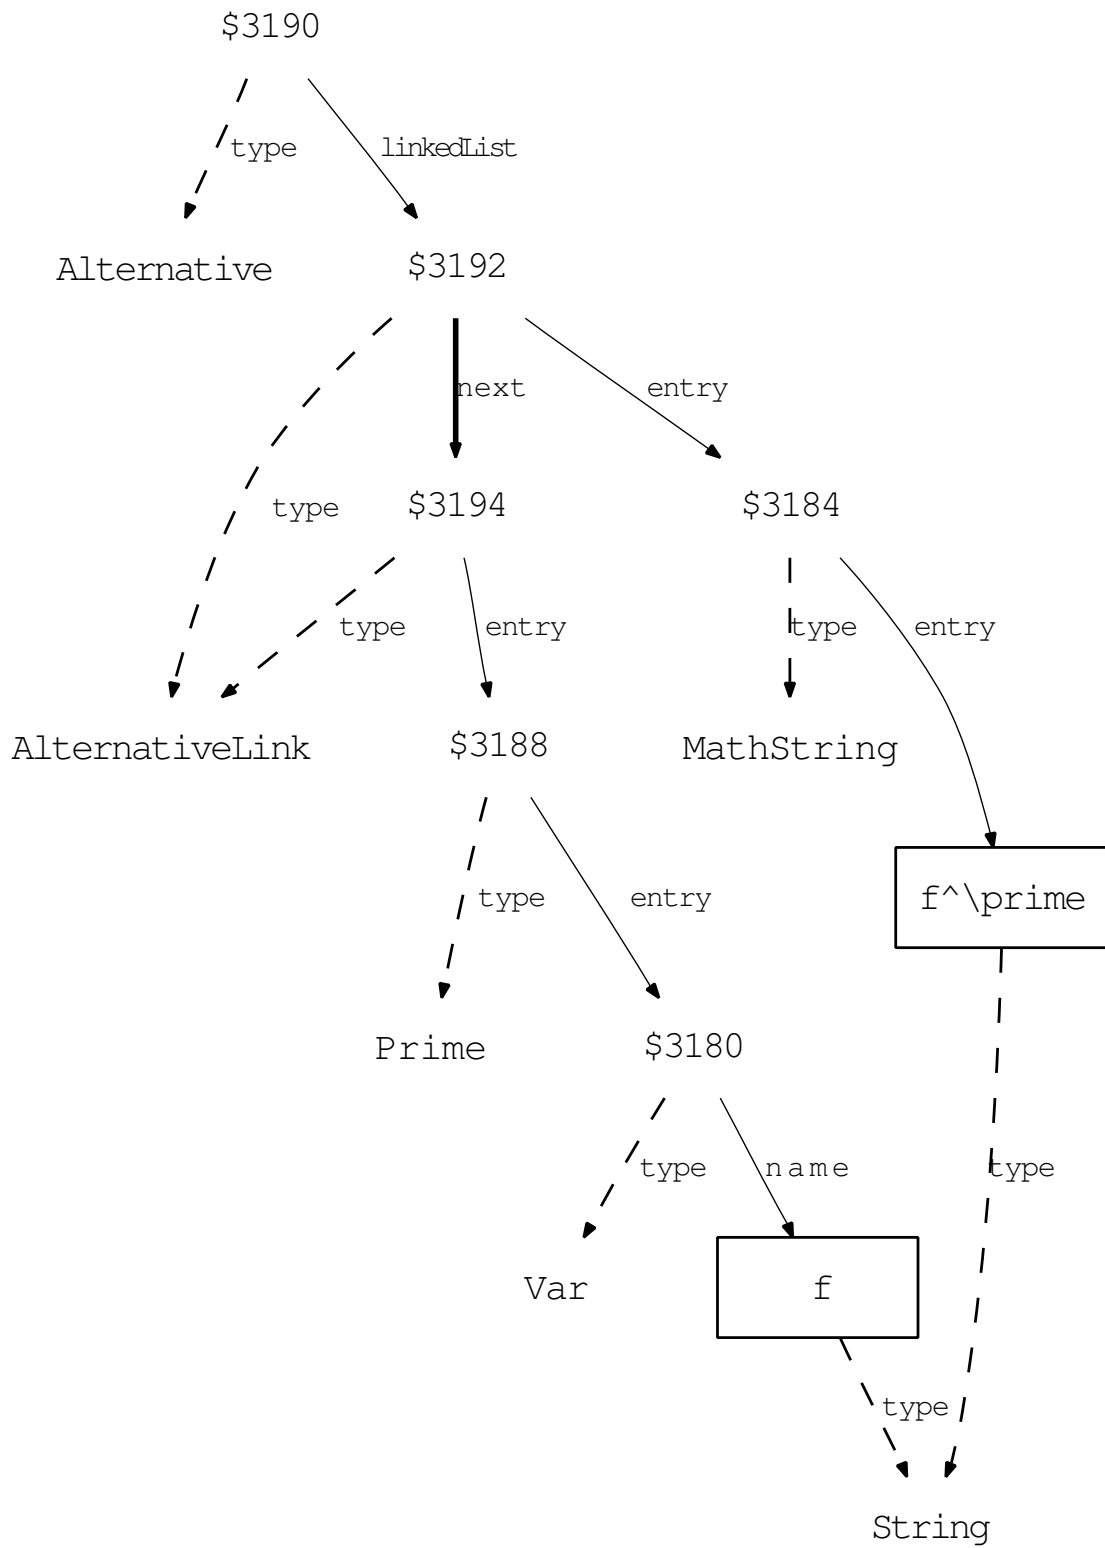 $3190
type linkedList
Alternative $3192
next entry
type $3194 $3184
type entry type entry
AlternativeLink $3188 MathString
type entry f^\prime
Prime $3180
type name type
Var f
type
String